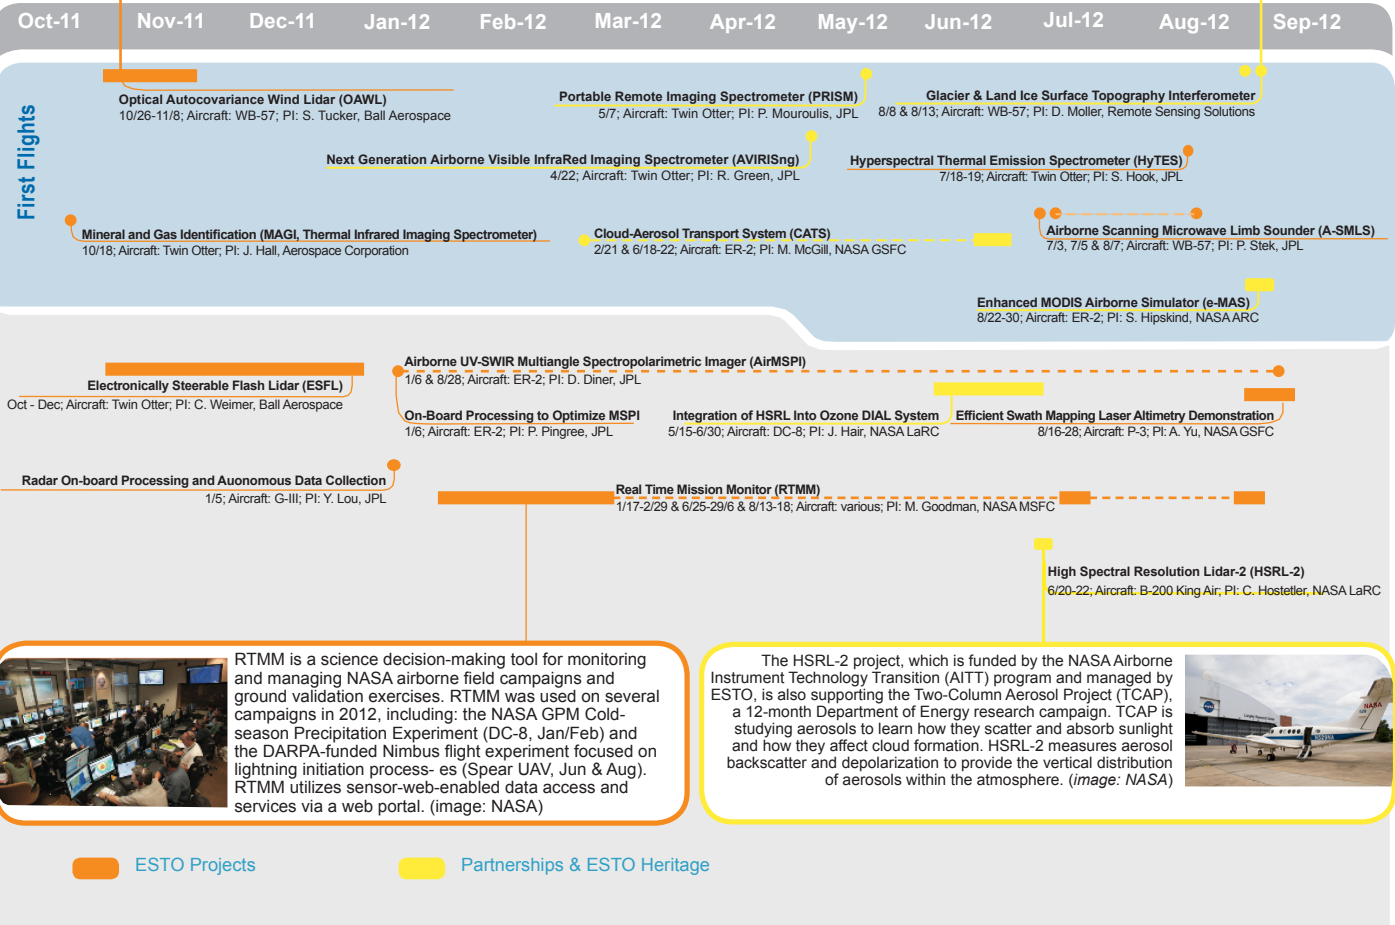 Oct-11 Nov-11 Dec-11 Jan-12 Feb-12 Mar-12 Apr-12 May-12 Jun-12 Jul-12 Aug-12 Sep-12
First Flights
Optical Autocovariance Wind Lidar (OAWL)
10/26-11/8; Aircraft: WB-57; PI: S. Tucker, Ball Aerospace
Portable Remote Imaging Spectrometer (PRISM)
5/7; Aircraft: Twin Otter; PI: P. Mouroulis, JPL
Glacier & Land Ice Surface Topography Interferometer
8/8 & 8/13; Aircraft: WB-57; PI: D. Moller, Remote Sensing Solutions
Next Generation Airborne Visible InfraRed Imaging Spectrometer (AVIRISng)
4/22; Aircraft: Twin Otter; PI: R. Green, JPL
Hyperspectral Thermal Emission Spectrometer (HyTES)
7/18-19; Aircraft: Twin Otter; PI: S. Hook, JPL
Mineral and Gas Identification (MAGI, Thermal Infrared Imaging Spectrometer)
10/18; Aircraft: Twin Otter; PI: J. Hall, Aerospace Corporation
Cloud-Aerosol Transport System (CATS)
2/21 & 6/18-22; Aircraft: ER-2; PI: M. McGill, NASA GSFC
Airborne Scanning Microwave Limb Sounder (A-SMLS)
7/3, 7/5 & 8/7; Aircraft: WB-57; PI: P. Stek, JPL
Enhanced MODIS Airborne Simulator (e-MAS)
8/22-30; Aircraft: ER-2; PI: S. Hipskind, NASA ARC
Airborne UV-SWIR Multiangle Spectropolarimetric Imager (AirMSPI)
1/6 & 8/28; Aircraft: ER-2; PI: D. Diner, JPL
Electronically Steerable Flash Lidar (ESFL)
Oct - Dec; Aircraft: Twin Otter; PI: C. Weimer, Ball Aerospace
On-Board Processing to Optimize MSPI
1/6; Aircraft: ER-2; PI: P. Pingree, JPL
Integration of HSRL Into Ozone DIAL System
5/15-6/30; Aircraft: DC-8; PI: J. Hair, NASA LaRC
Efficient Swath Mapping Laser Altimetry Demonstration
8/16-28; Aircraft: P-3; PI: A. Yu, NASA GSFC
Radar On-board Processing and Auonomous Data Collection
1/5; Aircraft: G-III; PI: Y. Lou, JPL
Real Time Mission Monitor (RTMM)
1/17-2/29 & 6/25-29/6 & 8/13-18; Aircraft: various; PI: M. Goodman, NASA MSFC
High Spectral Resolution Lidar-2 (HSRL-2)
6/20-22; Aircraft: B-200 King Air; PI: C. Hostetler, NASA LaRC
RTMM is a science decision-making tool for monitoring
and managing NASA airborne field campaigns and
ground validation exercises. RTMM was used on several
campaigns in 2012, including: the NASA GPM Cold-
season Precipitation Experiment (DC-8, Jan/Feb) and
the DARPA-funded Nimbus flight experiment focused on
lightning initiation process- es (Spear UAV, Jun & Aug).
RTMM utilizes sensor-web-enabled data access and
services via a web portal. (image: NASA)
The HSRL-2 project, which is funded by the NASA Airborne
Instrument Technology Transition (AITT) program and managed by
ESTO, is also supporting the Two-Column Aerosol Project (TCAP),
a 12-month Department of Energy research campaign. TCAP is
studying aerosols to learn how they scatter and absorb sunlight
and how they affect cloud formation. HSRL-2 measures aerosol
backscatter and depolarization to provide the vertical distribution
of aerosols within the atmosphere. (image: NASA)
NASA
ESTO Projects
Partnerships & ESTO Heritage